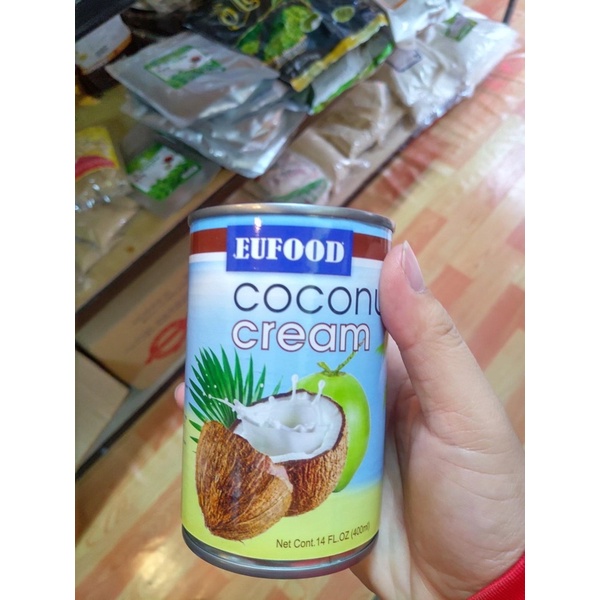 EUFOOD
coconu
cream
Net Cont.14 FL.OZ (400ml)